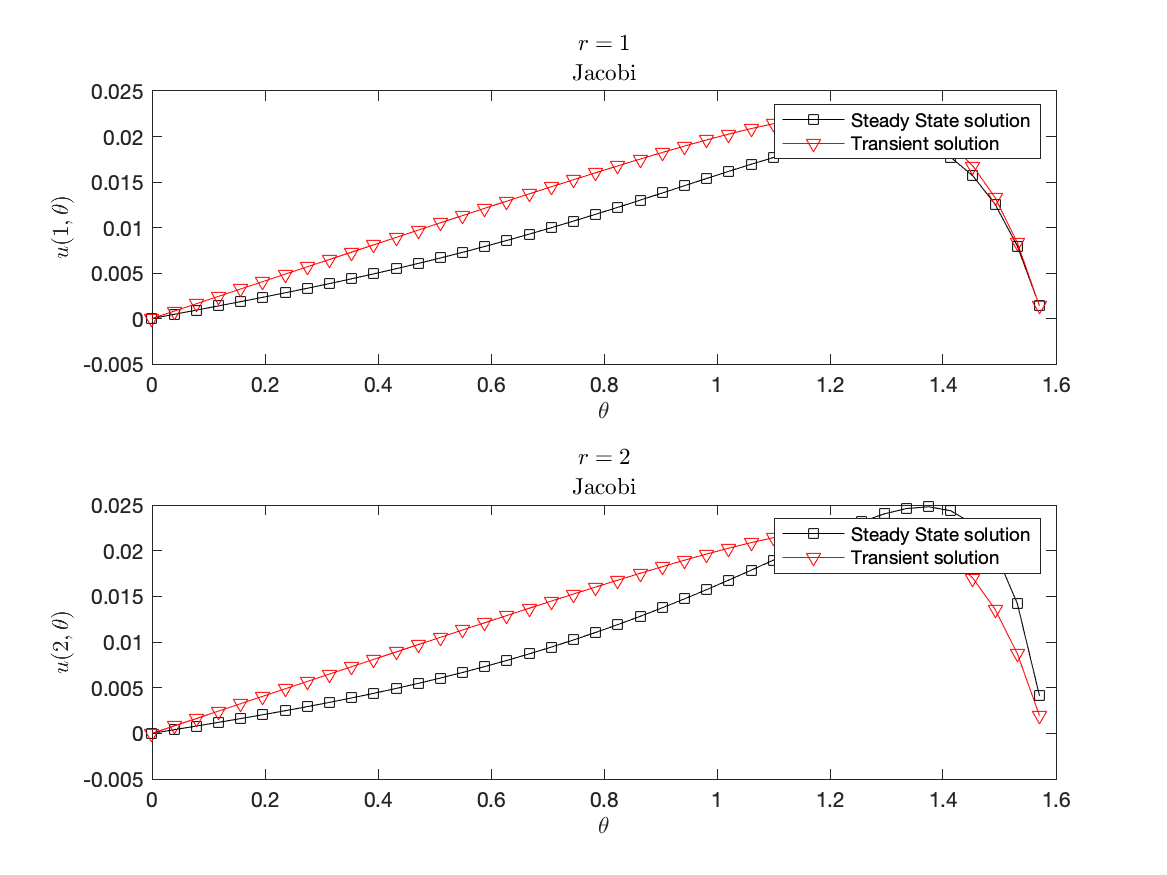 r = 1
Jacobi
0.025
0.02
0.015
0.01
0.005
0
-0.005
u(1, θ)
Steady State solution
Transient solution
0 0.2 0.4 0.6 0.8 1 1.2 1.4 1.6
θ
r = 2
Jacobi
0.025
0.02
0.015
0.01
0.005
0
-0.005
u(2, θ)
Steady State solution
Transient solution
0 0.2 0.4 0.6 0.8 1 1.2 1.4 1.6
θ